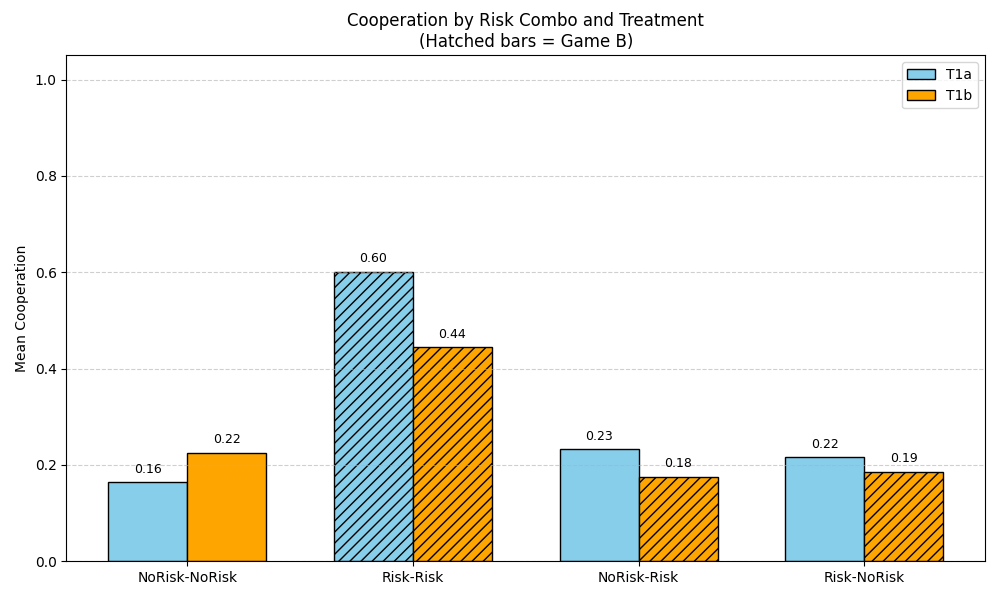 Cooperation by Risk Combo and Treatment
(Hatched bars = Game B)
T1a
T1b
Mean Cooperation
1.0
0.8
0.6
0.4
0.2
0.0
0.16
0.22
0.60
0.44
0.23
0.18
0.22
0.19
NoRisk-NoRisk
Risk-Risk
NoRisk-Risk
Risk-NoRisk